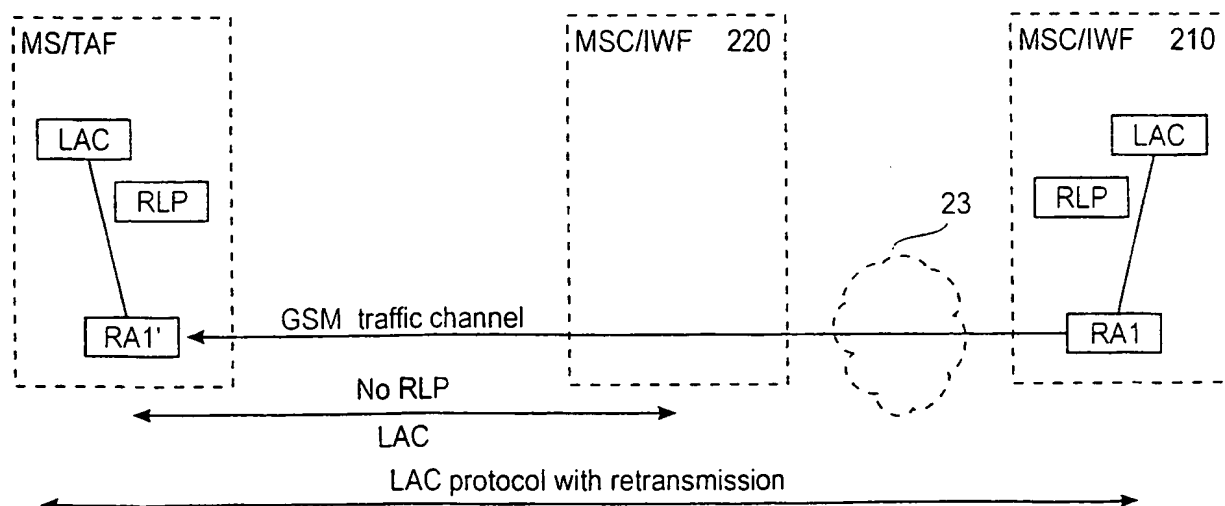 MS/TAF
MSC/IWF 220
MSC/IWF 210
LAC
LAC
RLP
RLP
23
RA1'
GSM traffic channel
RA1
No RLP
LAC
LAC protocol with retransmission